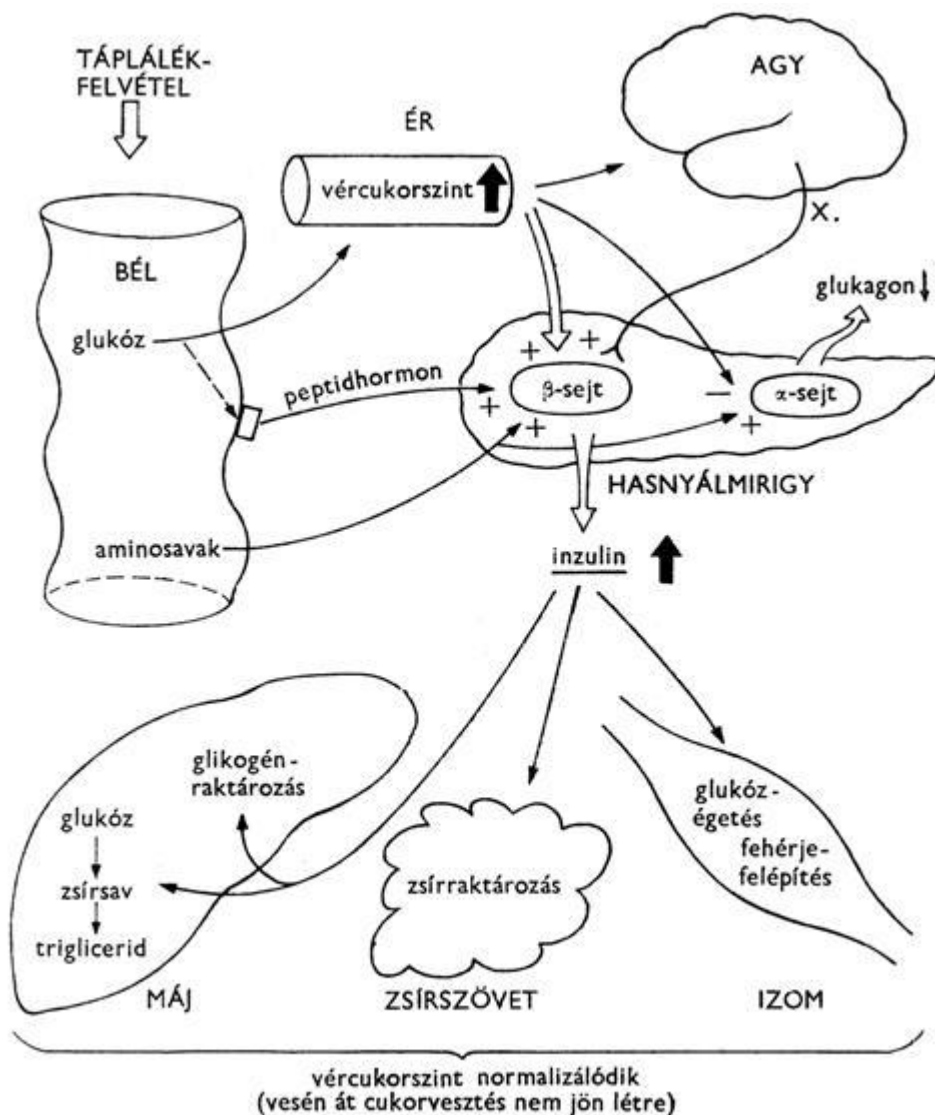 TÁPLÁLÉK-
FELVÉTEL
ÉR
AGY
vércukorszint
X.
BÉL
glukagon
glukóz
peptidhormon
+
+
+
+
β-sejt
−
+
α-sejt
HASNYÁLMIRIGY
aminosavak
inzulin
glikogén-
raktározás
glukóz
zsírsav
triglicerid
zsírraktározás
glukóz-
égetés
fehérje-
felépítés
MÁJ
ZSÍRSZÖVET
IZOM
vércukorszint normalizálódik
(vesén át cukorvesztés nem jön létre)